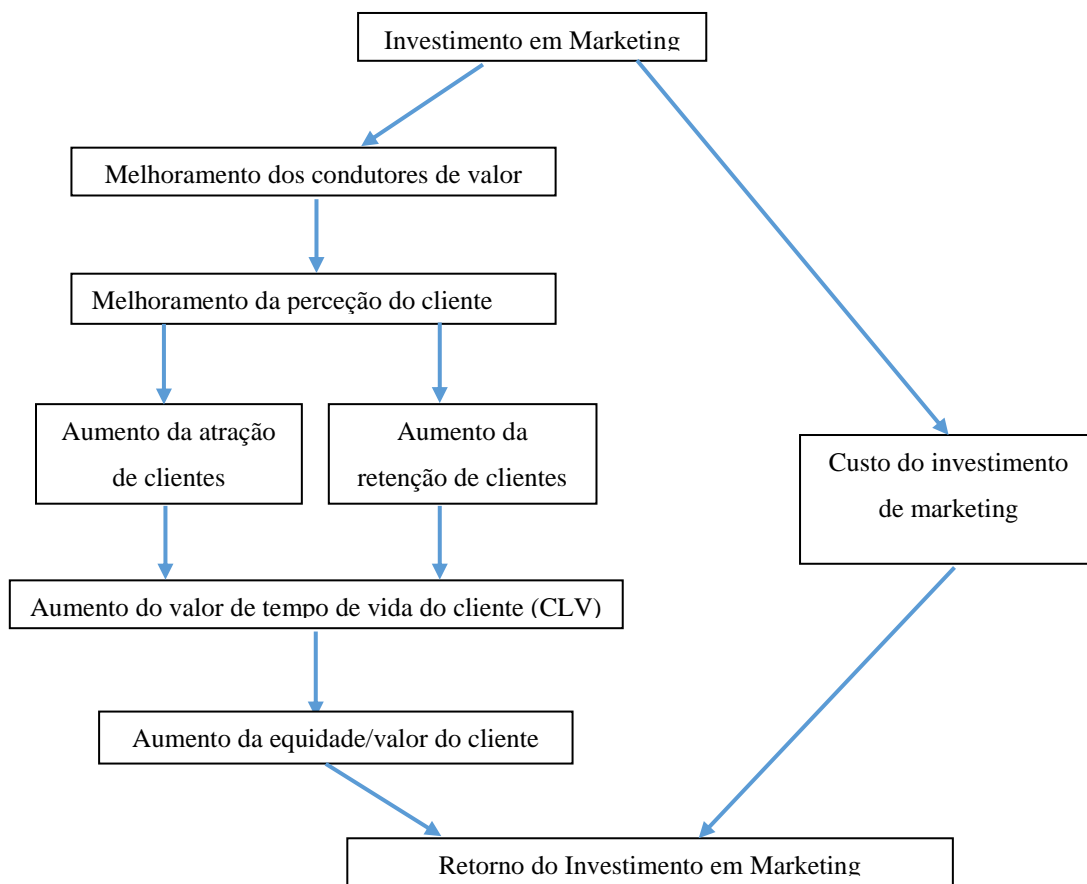 Investimento em Marketing
Melhoramento dos condutores de valor
Melhoramento da perceção do cliente
Aumento da atração
de clientes
Aumento da
retenção de clientes
Custo do investimento
de marketing
Aumento do valor de tempo de vida do cliente (CLV)
Aumento da equidade/valor do cliente
Retorno do Investimento em Marketing